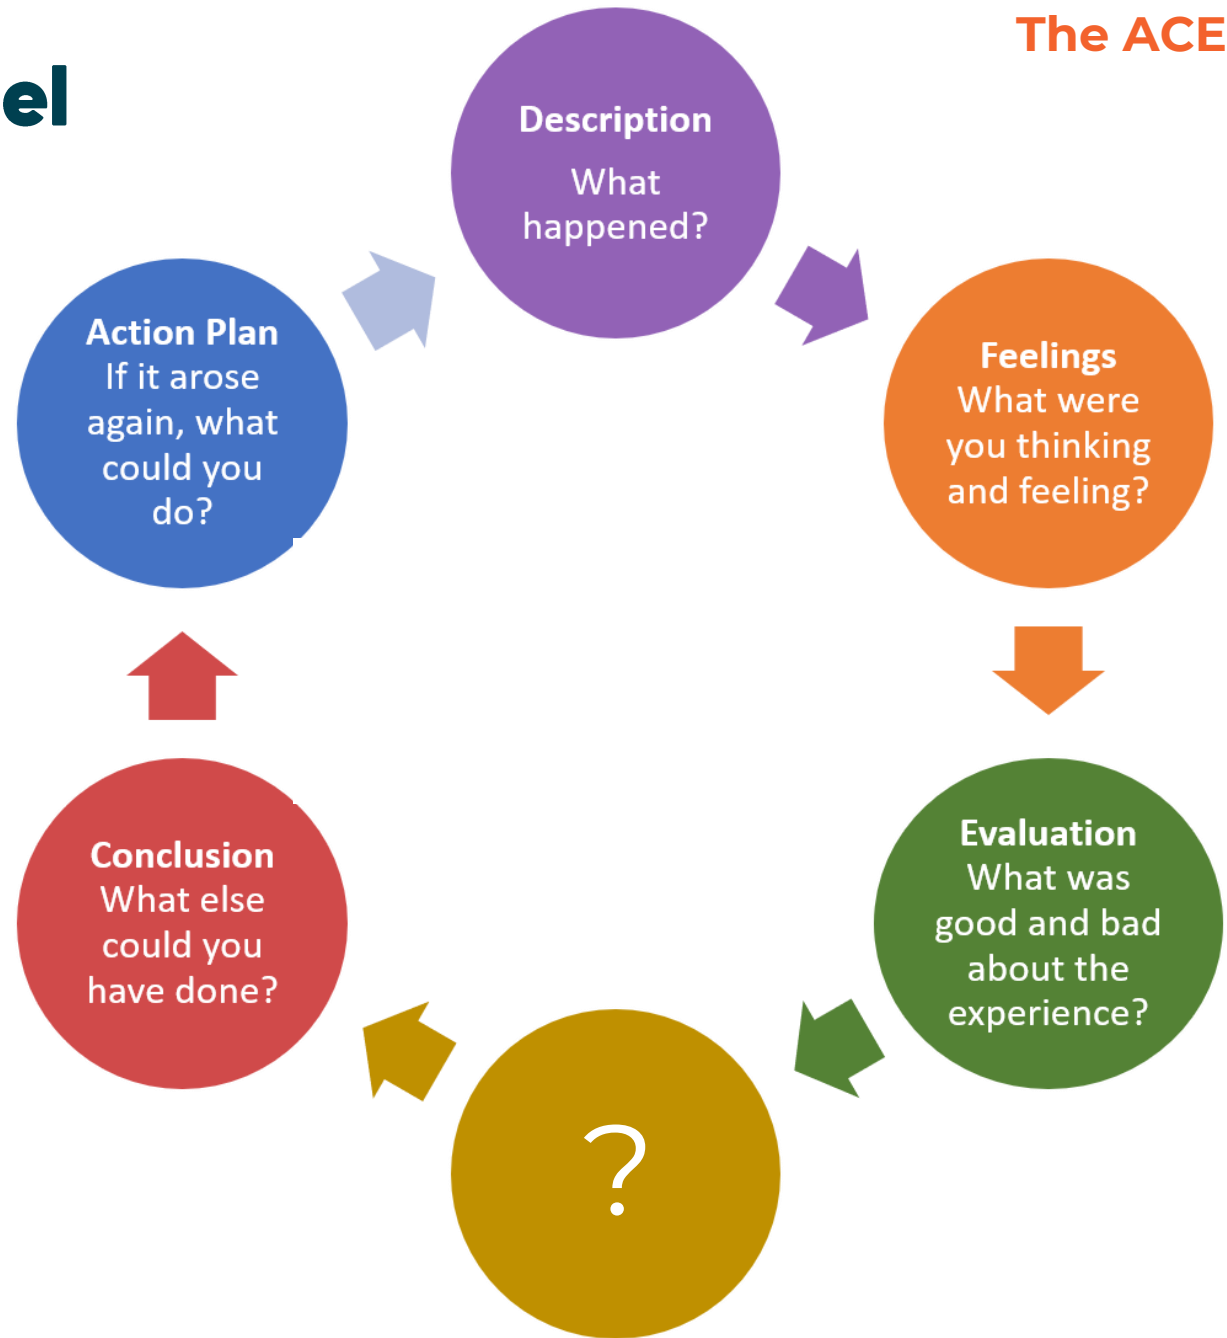 The ACE
el
Description
What
happened?
Feelings
What were
you thinking
and feeling?
Evaluation
What was
good and bad
about the
experience?
?
Conclusion
What else
could you
have done?
Action Plan
If it arose
again, what
could you
do?